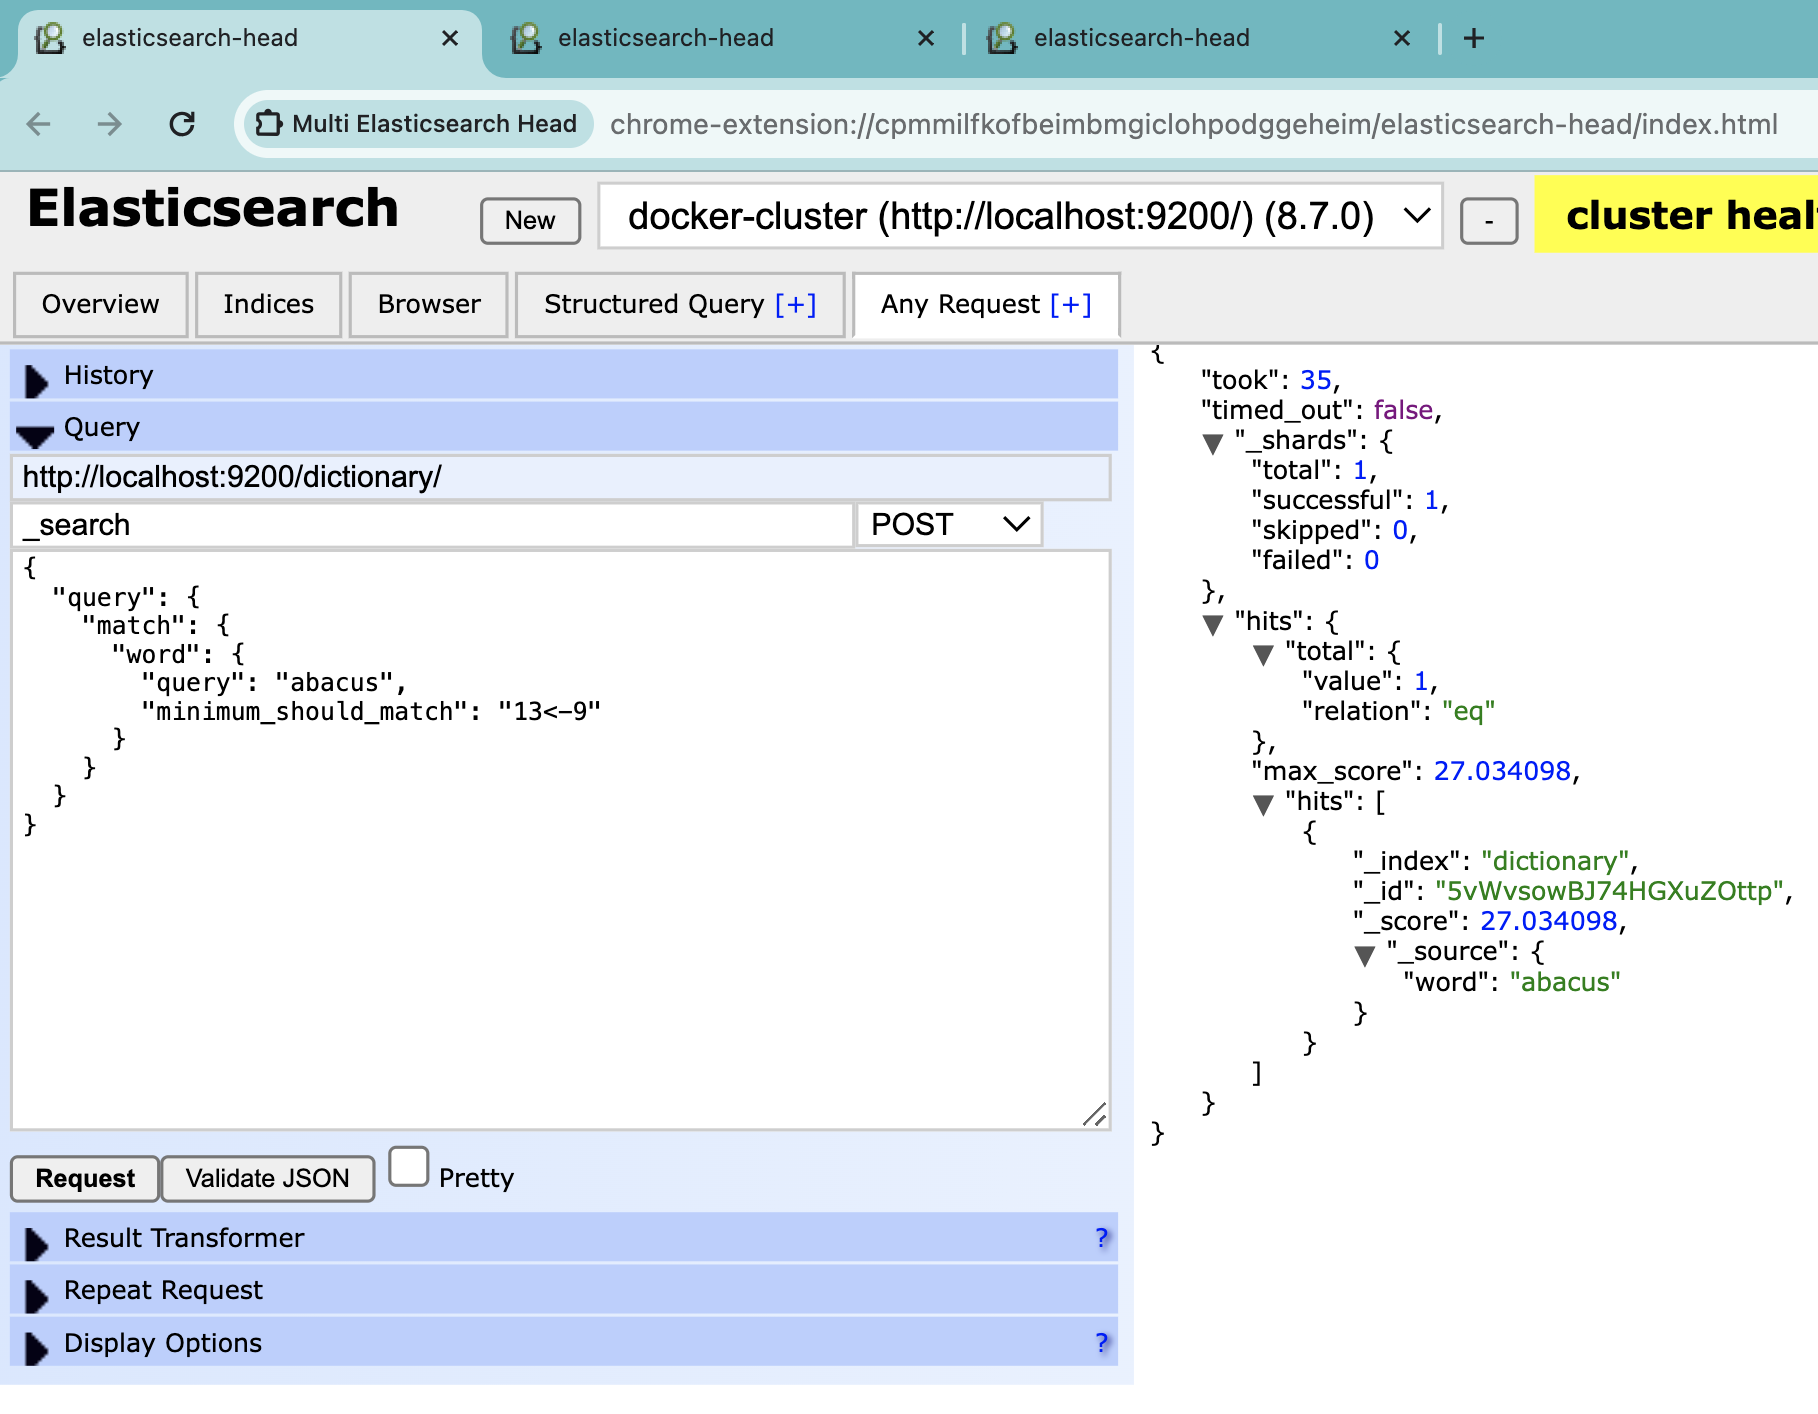 elasticsearch-head
elasticsearch-head
elasticsearch-head
Multi Elasticsearch Head chrome-extension://cpmmilfkofbeimbmgiclohpodggeheim/elasticsearch-head/index.html
Elasticsearch New docker-cluster (http://localhost:9200/) (8.7.0) - cluster heal
Overview Indices Browser Structured Query [+] Any Request [+]
History
Query
http://localhost:9200/dictionary/
_search POST
{
  "query": {
    "match": {
      "word": {
        "query": "abacus",
        "minimum_should_match": "13<-9"
      }
    }
  }
}
Request Validate JSON Pretty
Result Transformer ?
Repeat Request
Display Options ?
{
"took": 35,
"timed_out": false,
"_shards": {
"total": 1,
"successful": 1,
"skipped": 0,
"failed": 0
},
"hits": {
"total": {
"value": 1,
"relation": "eq"
},
"max_score": 27.034098,
"hits": [
{
"_index": "dictionary",
"_id": "5vWvsowBJ74HGXuZOttp",
"_score": 27.034098,
"_source": {
"word": "abacus"
}
}
]
}
}